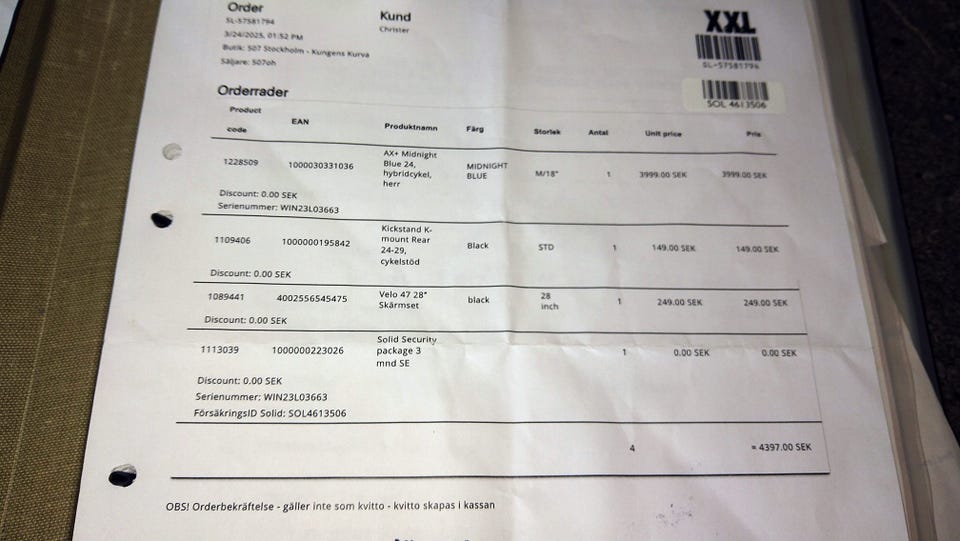 Order
SL-57581794
3/24/2025, 01:52 PM
Butik: 507 Stockholm - Kungens Kurva
Säljare: 507oh
Kund
Christer
XXL
SL-57581794
SOL 4613506
Orderrader
Product code EAN Produktnamn Färg Storlek Antal Unit price Pris
1228509 1000030331036 AX+ Midnight Blue 24, hybridcykel, herr MIDNIGHT BLUE M/18" 1 3999.00 SEK 3999.00 SEK
Discount: 0.00 SEK
Serienummer: WIN23L03663
1109406 1000000195842 Kickstand K-mount Rear 24-29, cykelstöd Black STD 1 149.00 SEK 149.00 SEK
Discount: 0.00 SEK
1089441 4002556545475 Velo 47 28" Skärmset black 28 inch 1 249.00 SEK 249.00 SEK
Discount: 0.00 SEK
1113039 1000000223026 Solid Security package 3 mnd SE 1 0.00 SEK 0.00 SEK
Discount: 0.00 SEK
Serienummer: WIN23L03663
FörsäkringsID Solid: SOL4613506
4 = 4397.00 SEK
OBS! Orderbekräftelse - gäller inte som kvitto - kvitto skapas i kassan